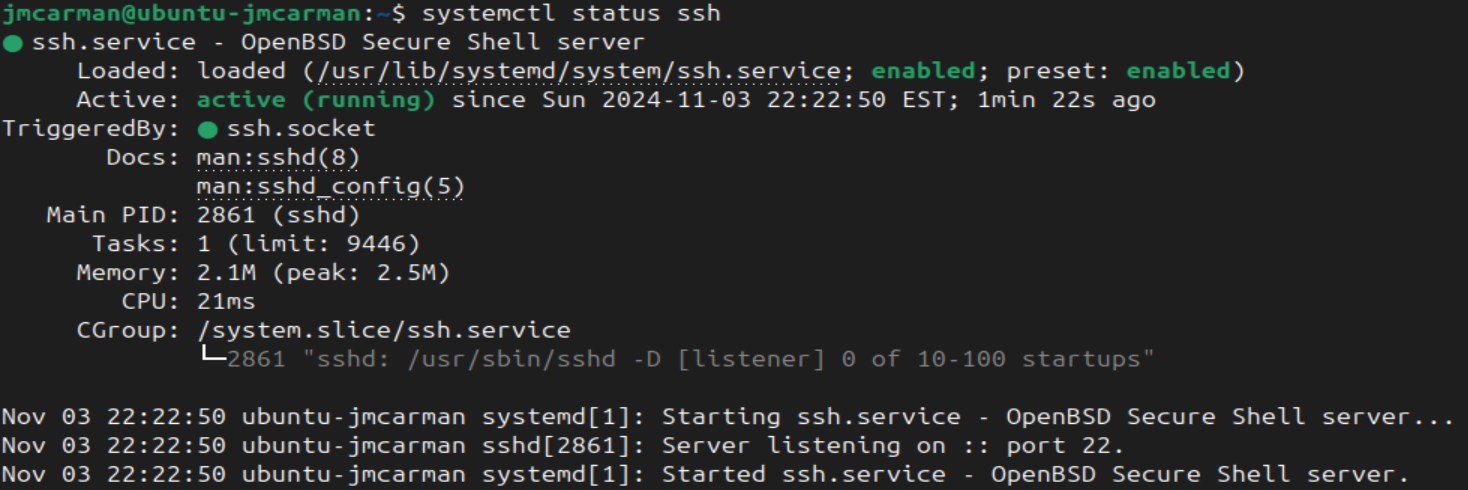 jmcarman@ubuntu-jmcarman:~$ systemctl status ssh
● ssh.service - OpenBSD Secure Shell server
     Loaded: loaded (/usr/lib/systemd/system/ssh.service; enabled; preset: enabled)
     Active: active (running) since Sun 2024-11-03 22:22:50 EST; 1min 22s ago
TriggeredBy: ● ssh.socket
       Docs: man:sshd(8)
             man:sshd_config(5)
   Main PID: 2861 (sshd)
      Tasks: 1 (limit: 9446)
     Memory: 2.1M (peak: 2.5M)
        CPU: 21ms
     CGroup: /system.slice/ssh.service
             └─2861 "sshd: /usr/sbin/sshd -D [listener] 0 of 10-100 startups"

Nov 03 22:22:50 ubuntu-jmcarman systemd[1]: Starting ssh.service - OpenBSD Secure Shell server...
Nov 03 22:22:50 ubuntu-jmcarman sshd[2861]: Server listening on :: port 22.
Nov 03 22:22:50 ubuntu-jmcarman systemd[1]: Started ssh.service - OpenBSD Secure Shell server.